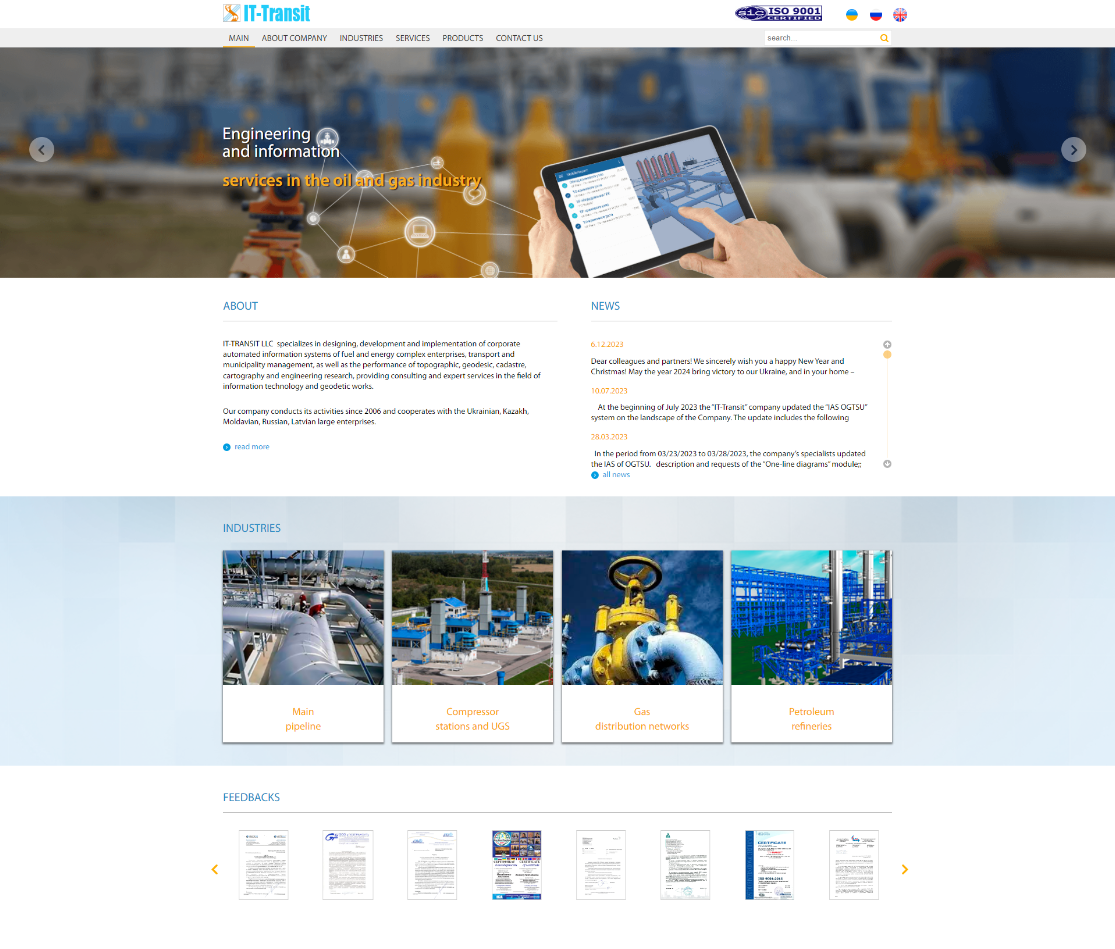 IT-Transit
sic ISO 9001
CERTIFIED
MAIN ABOUT COMPANY INDUSTRIES SERVICES PRODUCTS CONTACT US
search...
Engineering
and information
services in the oil and gas industry
ABOUT
IT-TRANSIT LLC specializes in designing, development and implementation of corporate
automated information systems of fuel and energy complex enterprises, transport and
municipality management, as well as the performance of topographic, geodesic, cadastre,
cartography and engineering research, providing consulting and expert services in the field of
information technology and geodetic works.
Our company conducts its activities since 2006 and cooperates with the Ukrainian, Kazakh,
Moldavian, Russian, Latvian large enterprises.
read more
NEWS
6.12.2023
Dear colleagues and partners! We sincerely wish you a happy New Year and
Christmas! May the year 2024 bring victory to our Ukraine, and in your home –
10.07.2023
At the beginning of July 2023 the "IT-Transit" company updated the "IAS OGTSU"
system on the landscape of the Company. The update includes the following
28.03.2023
In the period from 03/23/2023 to 03/28/2023, the company's specialists updated
the IAS of OGTSU. description and requests of the "One-line diagrams" module;;
all news
INDUSTRIES
Main
pipeline
Compressor
stations and UGS
Gas
distribution networks
Petroleum
refineries
FEEDBACKS